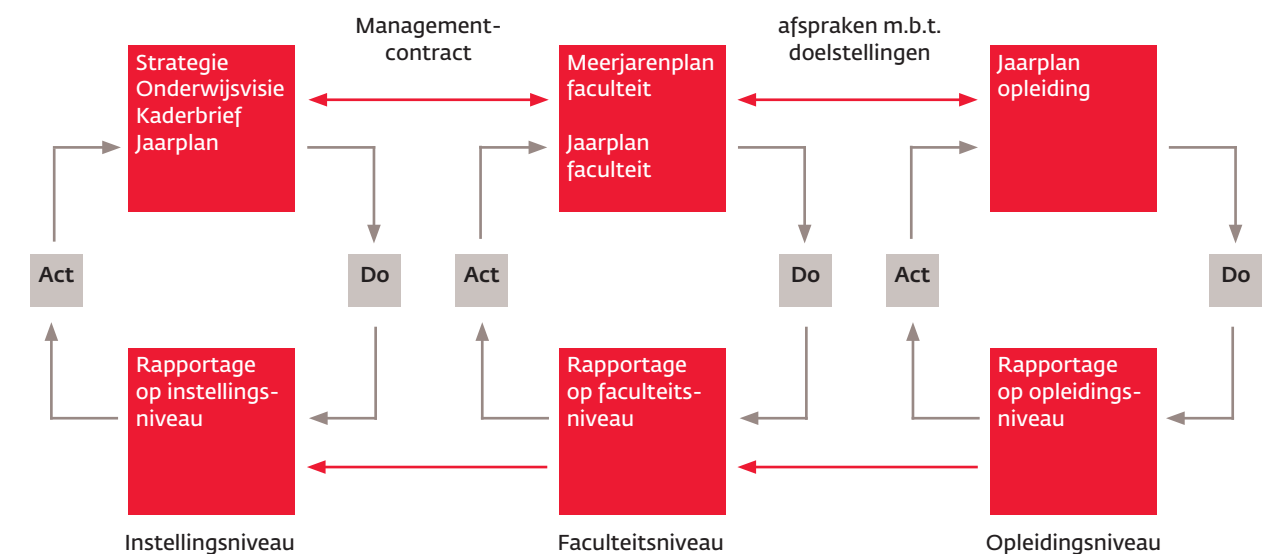 Management-
contract
afspraken m.b.t.
doelstellingen
Strategie
Onderwijsvisie
Kaderbrief
Jaarplan
Meerjarenplan
faculteit
Jaarplan
faculteit
Jaarplan
opleiding
Act
Do
Act
Do
Act
Do
Rapportage
op instellings-
niveau
Rapportage
op faculteits-
niveau
Rapportage
op opleidings-
niveau
Instellingsniveau
Faculteitsniveau
Opleidingsniveau